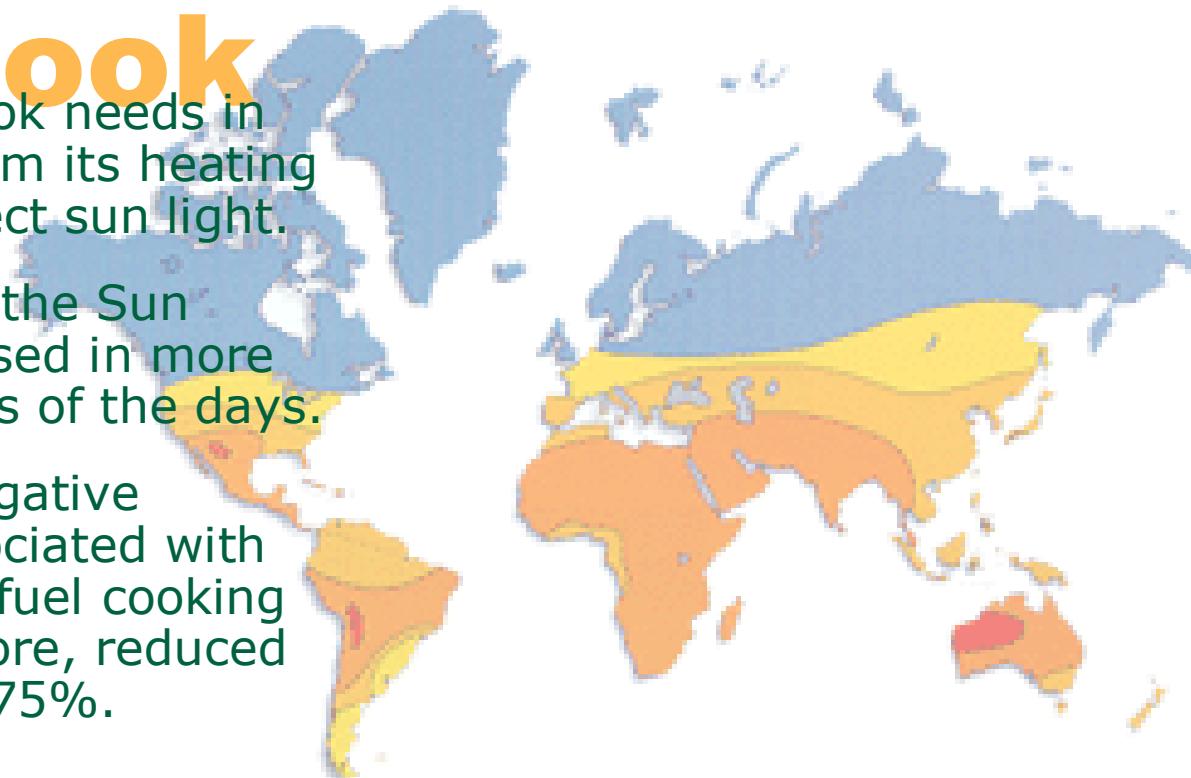 ook
ok needs in
m its heating
ect sun light.
the Sun
sed in more
s of the days.
gative
ociated with
fuel cooking
ore, reduced
75%.